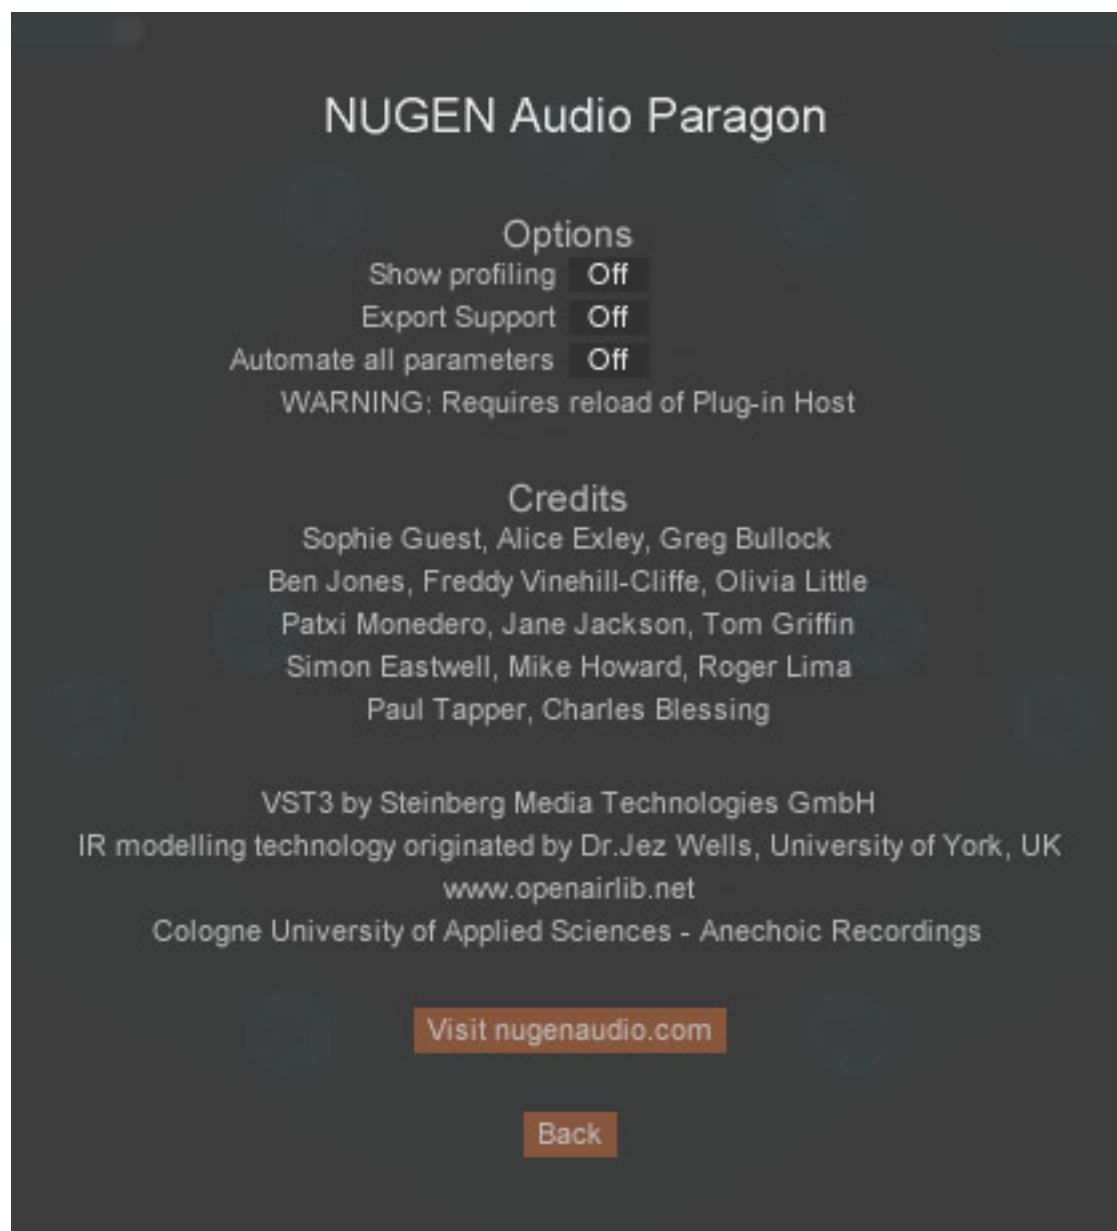 NUGEN Audio Paragon
Options
Show profiling Off
Export Support Off
Automate all parameters Off
WARNING: Requires reload of Plug-in Host
Credits
Sophie Guest, Alice Exley, Greg Bullock
Ben Jones, Freddy Vinehill-Cliffe, Olivia Little
Patxi Monedero, Jane Jackson, Tom Griffin
Simon Eastwell, Mike Howard, Roger Lima
Paul Tapper, Charles Blessing
VST3 by Steinberg Media Technologies GmbH
IR modelling technology originated by Dr.Jez Wells, University of York, UK
www.openairlib.net
Cologne University of Applied Sciences - Anechoic Recordings
Visit nugenaudio.com
Back